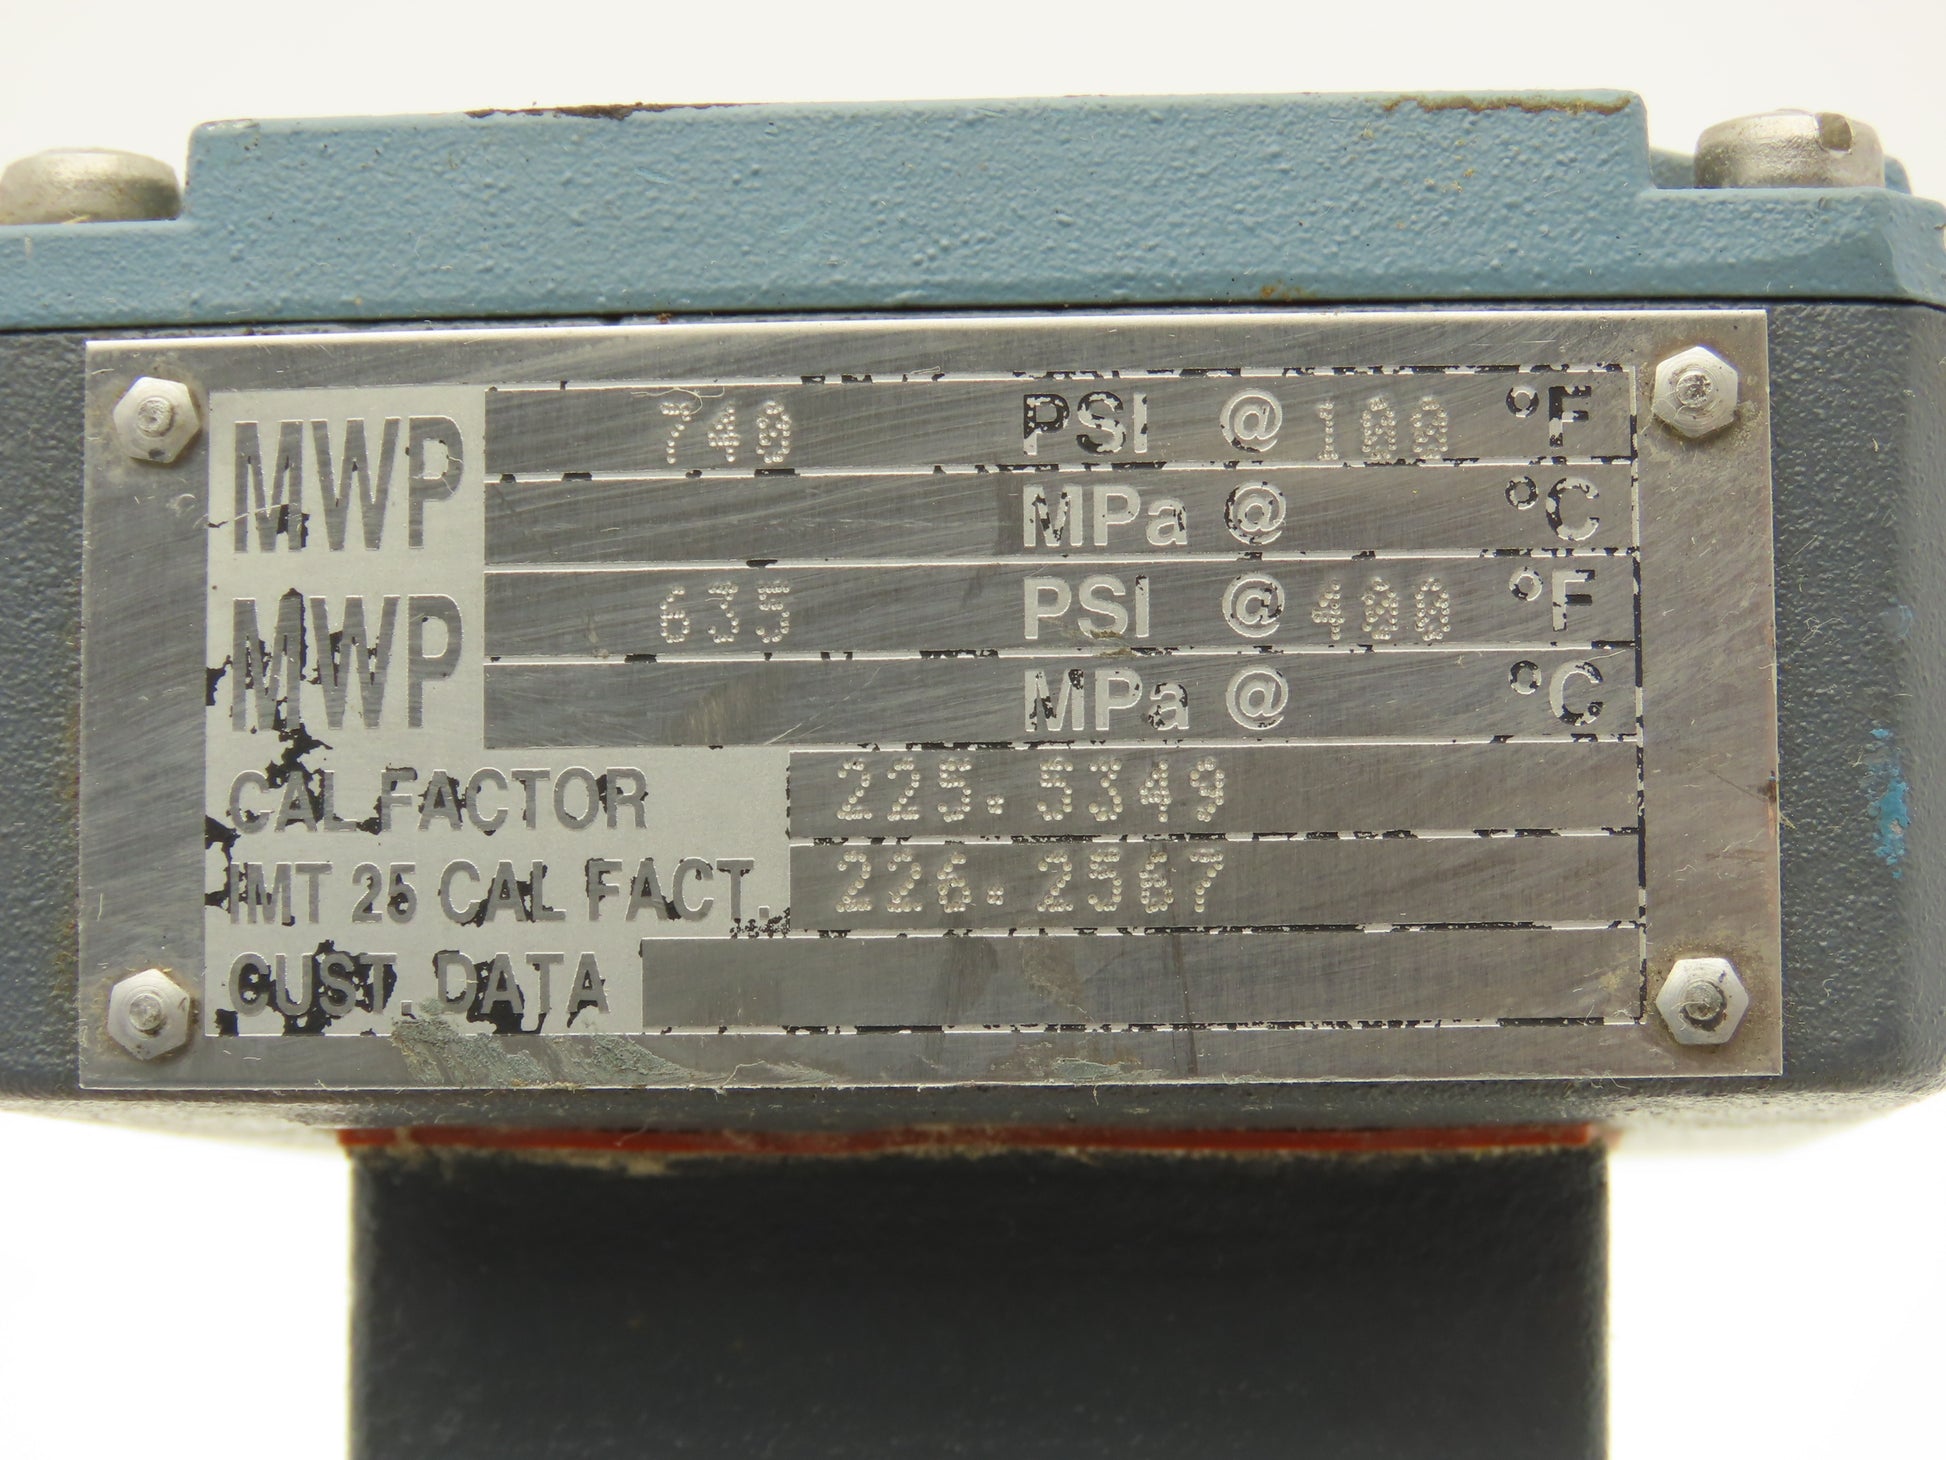 MWP 740 PSI @ 100 °F
MPa @ °C
MWP 635 PSI @ 400 °F
MPa @ °C
CAL FACTOR 225.5349
IMT 25 CAL FACT. 226.2567
CUST. DATA